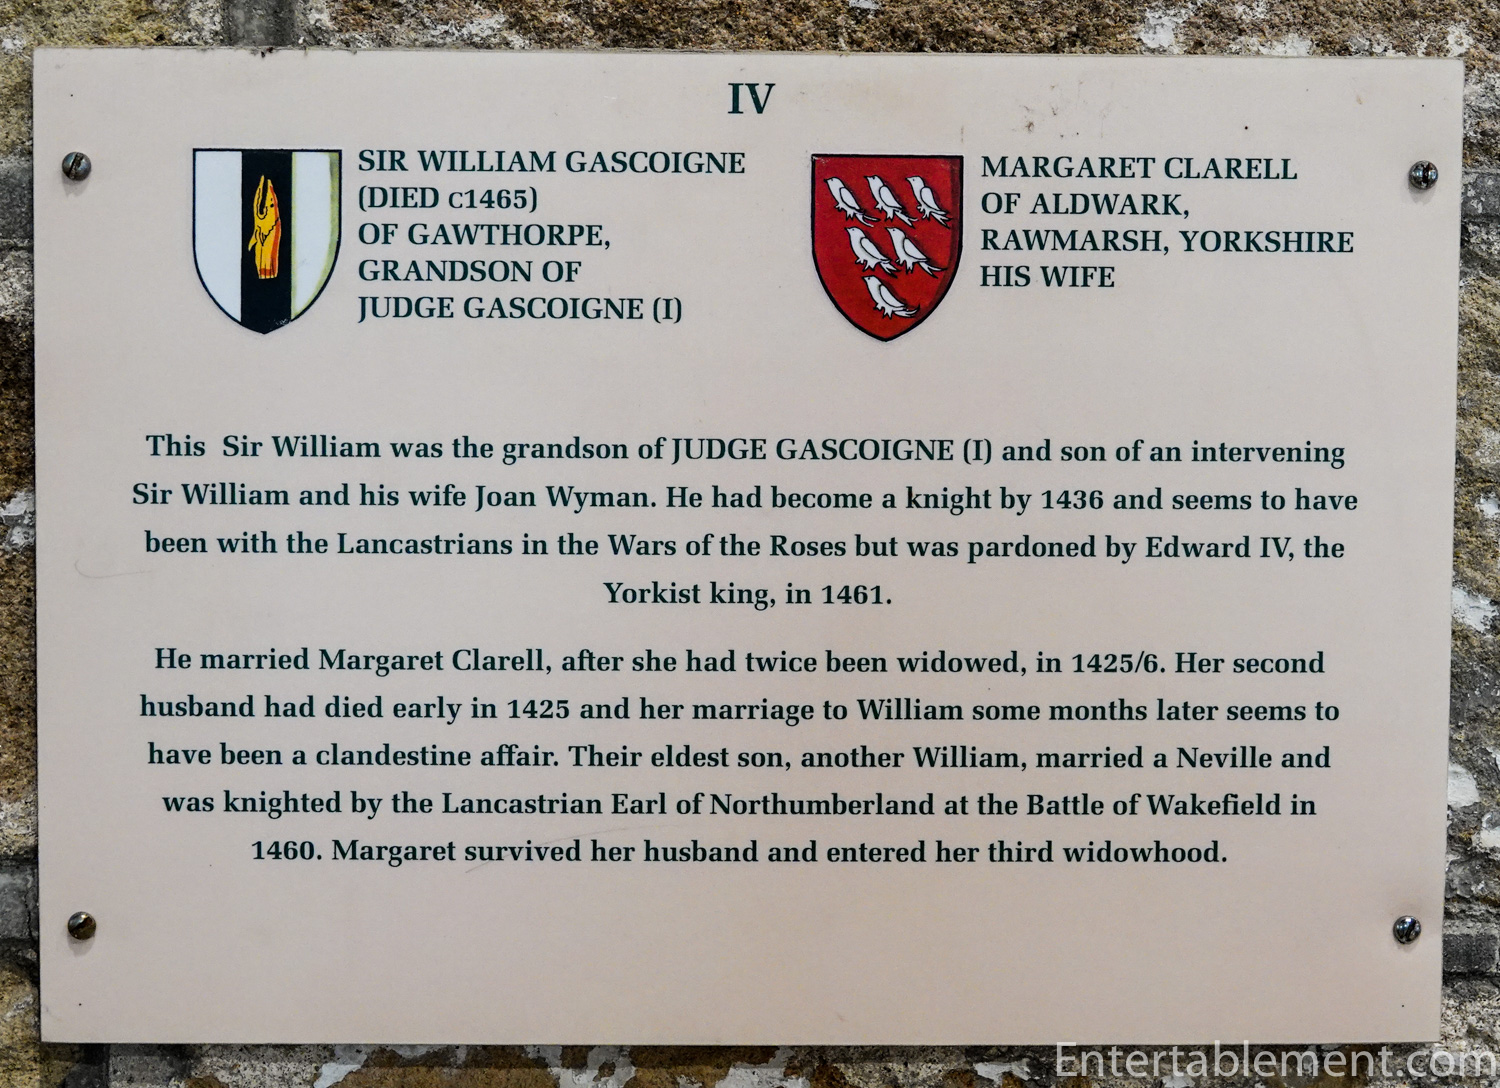 IV
SIR WILLIAM GASCOIGNE
(DIED c1465)
OF GAWTHORPE,
GRANDSON OF
JUDGE GASCOIGNE (I)
MARGARET CLARELL
OF ALDWARK,
RAWMARSH, YORKSHIRE
HIS WIFE
This Sir William was the grandson of JUDGE GASCOIGNE (I) and son of an intervening
Sir William and his wife Joan Wyman. He had become a knight by 1436 and seems to have
been with the Lancastrians in the Wars of the Roses but was pardoned by Edward IV, the
Yorkist king, in 1461.
He married Margaret Clarell, after she had twice been widowed, in 1425/6. Her second
husband had died early in 1425 and her marriage to William some months later seems to
have been a clandestine affair. Their eldest son, another William, married a Neville and
was knighted by the Lancastrian Earl of Northumberland at the Battle of Wakefield in
1460. Margaret survived her husband and entered her third widowhood.
Entertablement.com